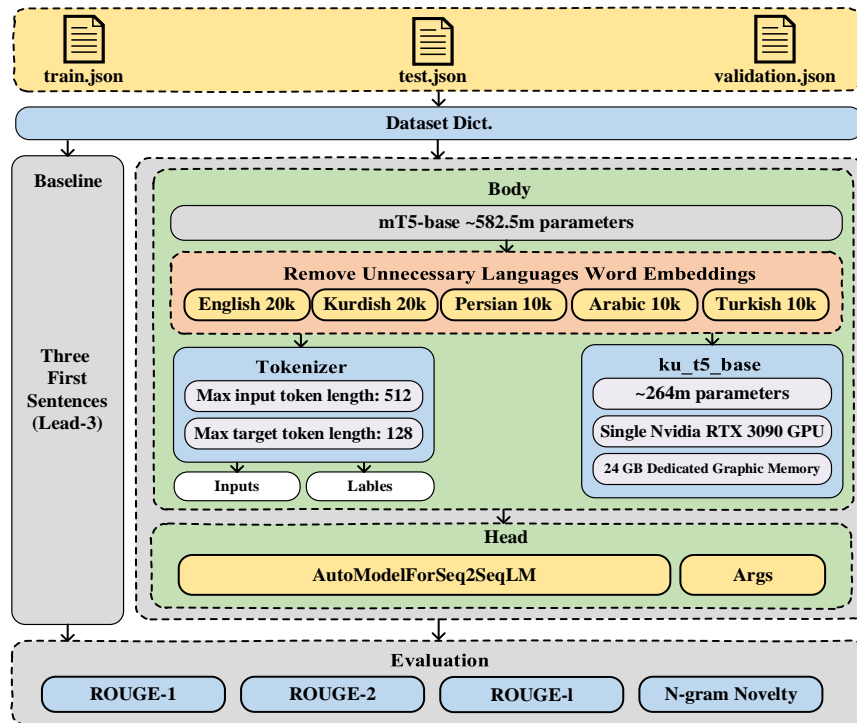 train.json
test.json
validation.json
Dataset Dict.
Baseline
Three
First
Sentences
(Lead-3)
Body
mT5-base ~582.5m parameters
Remove Unnecessary Languages Word Embeddings
English 20k
Kurdish 20k
Persian 10k
Arabic 10k
Turkish 10k
Tokenizer
Max input token length: 512
Max target token length: 128
Inputs
Lables
ku_t5_base
~264m parameters
Single Nvidia RTX 3090 GPU
24 GB Dedicated Graphic Memory
Head
AutoModelForSeq2SeqLM
Args
Evaluation
ROUGE-1
ROUGE-2
ROUGE-l
N-gram Novelty